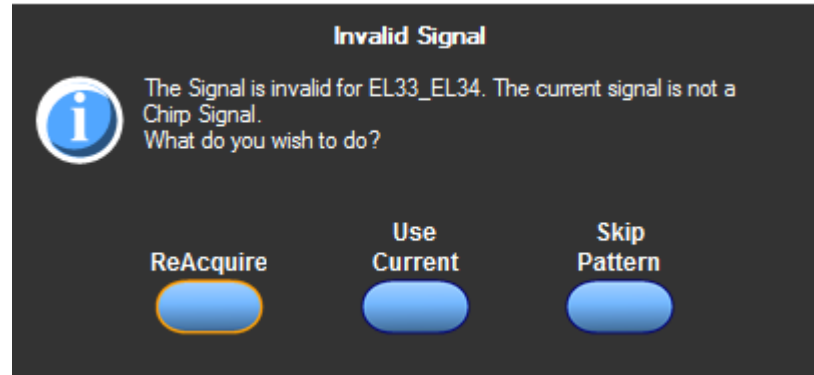 Invalid Signal
The Signal is invalid for EL33_EL34. The current signal is not a
Chirp Signal.
What do you wish to do?
ReAcquire
Use
Current
Skip
Pattern